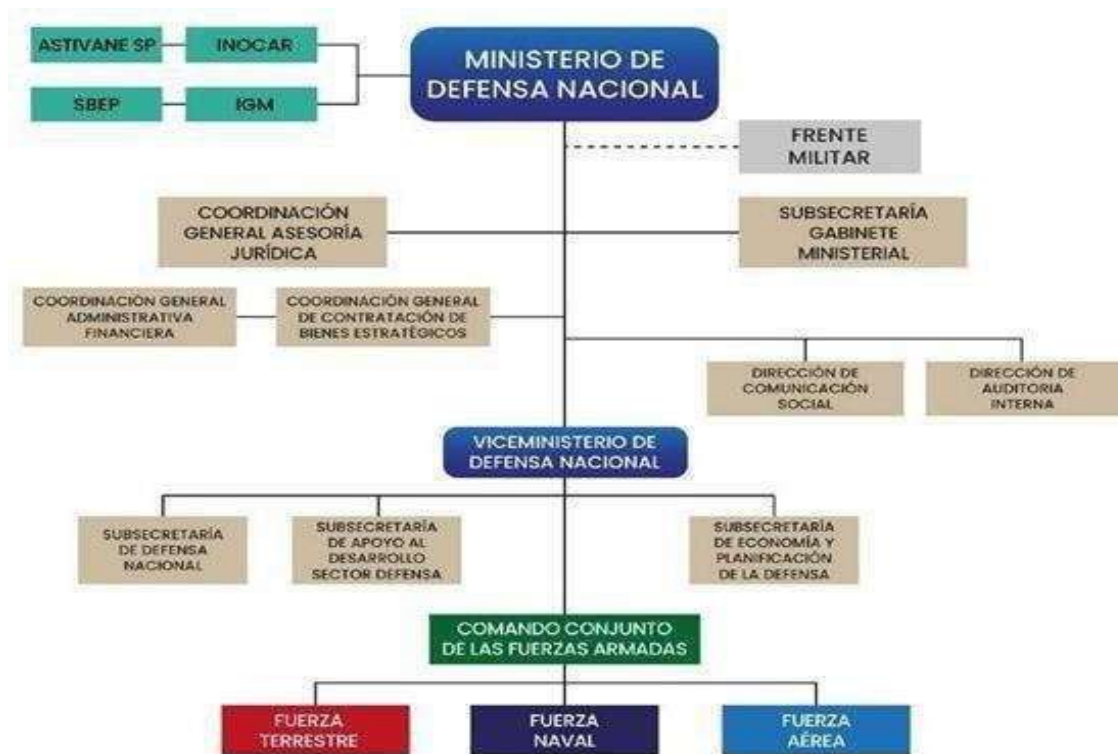 ASTIVANE SP
INOCAR
SBEP
IGM
MINISTERIO DE
DEFENSA NACIONAL
FRENTE
MILITAR
COORDINACIÓN
GENERAL ASESORÍA
JURÍDICA
SUBSECRETARÍA
GABINETE
MINISTERIAL
COORDINACIÓN GENERAL
ADMINISTRATIVA
FINANCIERA
COORDINACIÓN GENERAL
DE CONTRATACIÓN DE
BIENES ESTRATÉGICOS
DIRECCIÓN DE
COMUNICACIÓN
SOCIAL
DIRECCIÓN DE
AUDITORIA
INTERNA
VICEMINISTERIO DE
DEFENSA NACIONAL
SUBSECRETARÍA
DE DEFENSA
NACIONAL
SUBSECRETARÍA
DE APOYO AL
DESARROLLO
SECTOR DEFENSA
SUBSECRETARÍA
DE ECONOMÍA Y
PLANIFICACIÓN
DE LA DEFENSA
COMANDO CONJUNTO
DE LAS FUERZAS ARMADAS
FUERZA
TERRESTRE
FUERZA
NAVAL
FUERZA
AÉREA